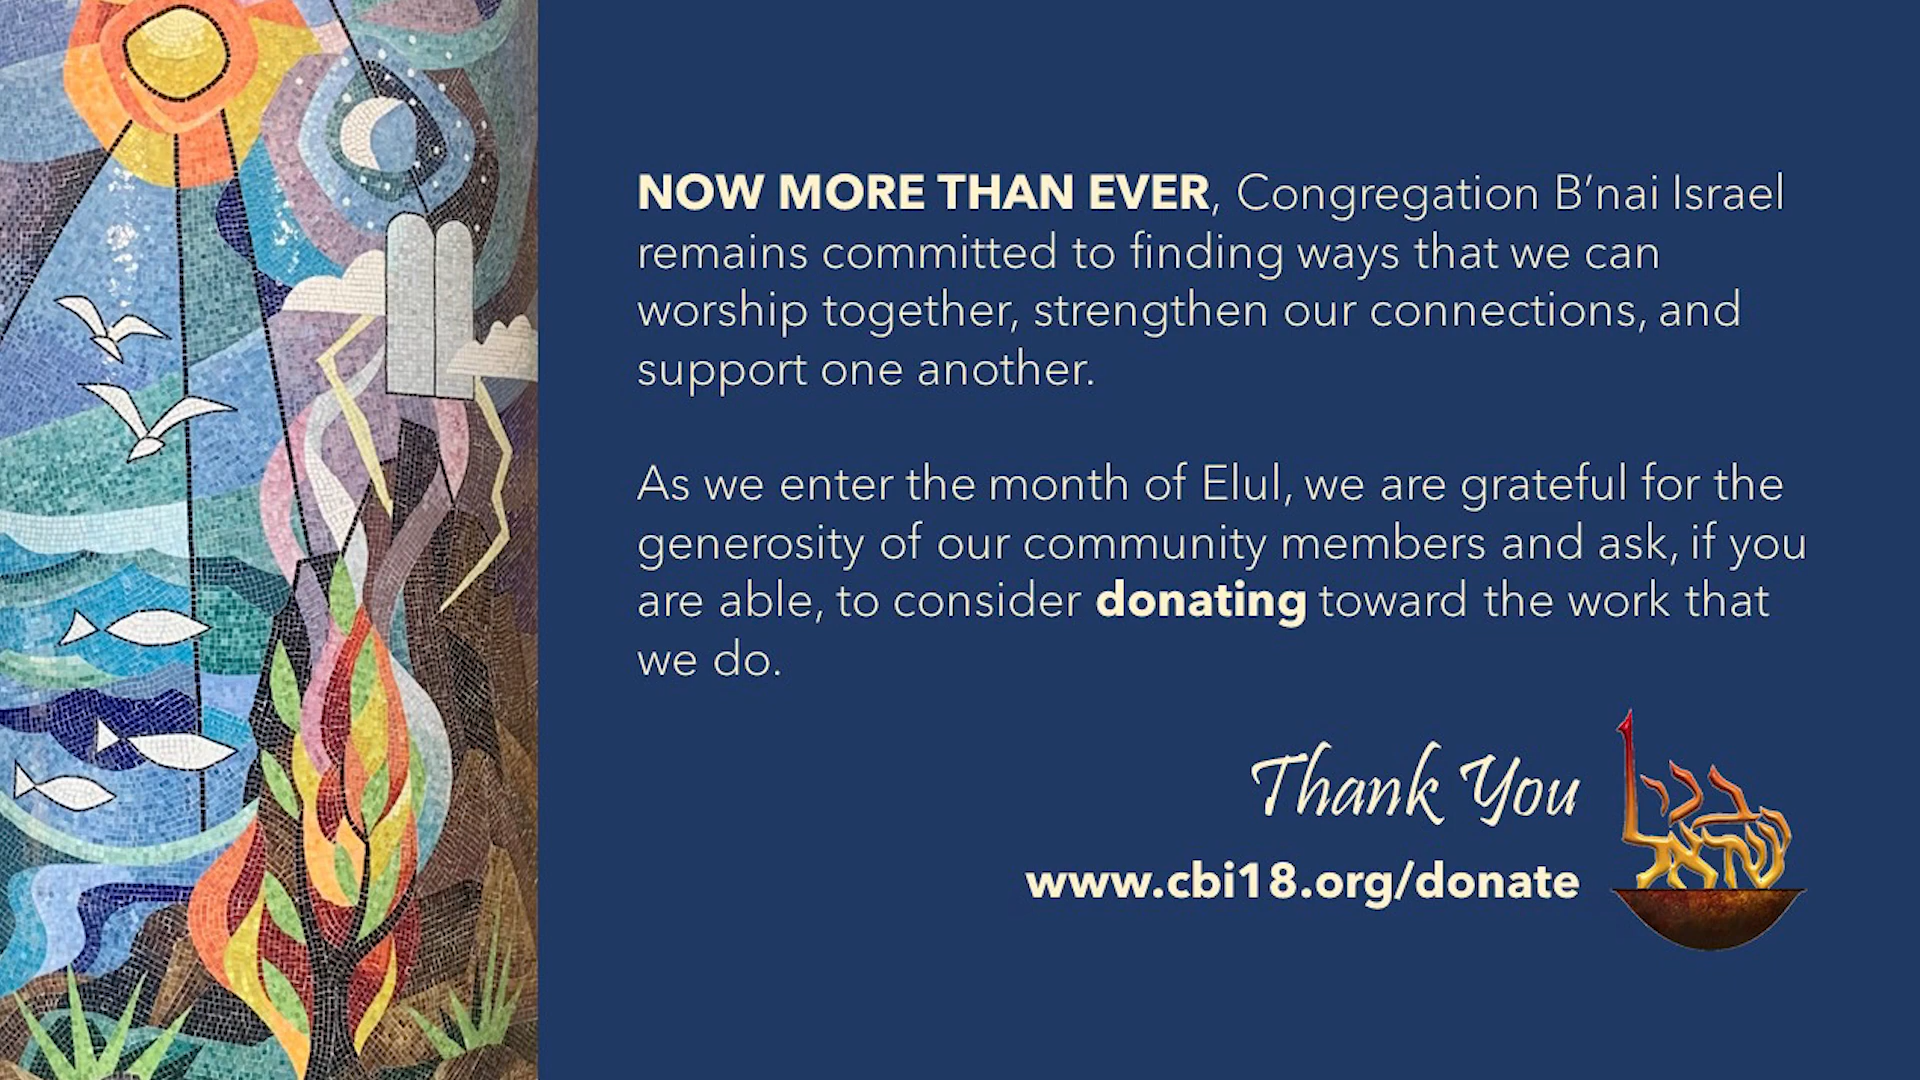 NOW MORE THAN EVER, Congregation B’nai Israel
remains committed to finding ways that we can
worship together, strengthen our connections, and
support one another.
As we enter the month of Elul, we are grateful for the
generosity of our community members and ask, if you
are able, to consider donating toward the work that
we do.
Thank You
www.cbi18.org/donate
בני
ישראל